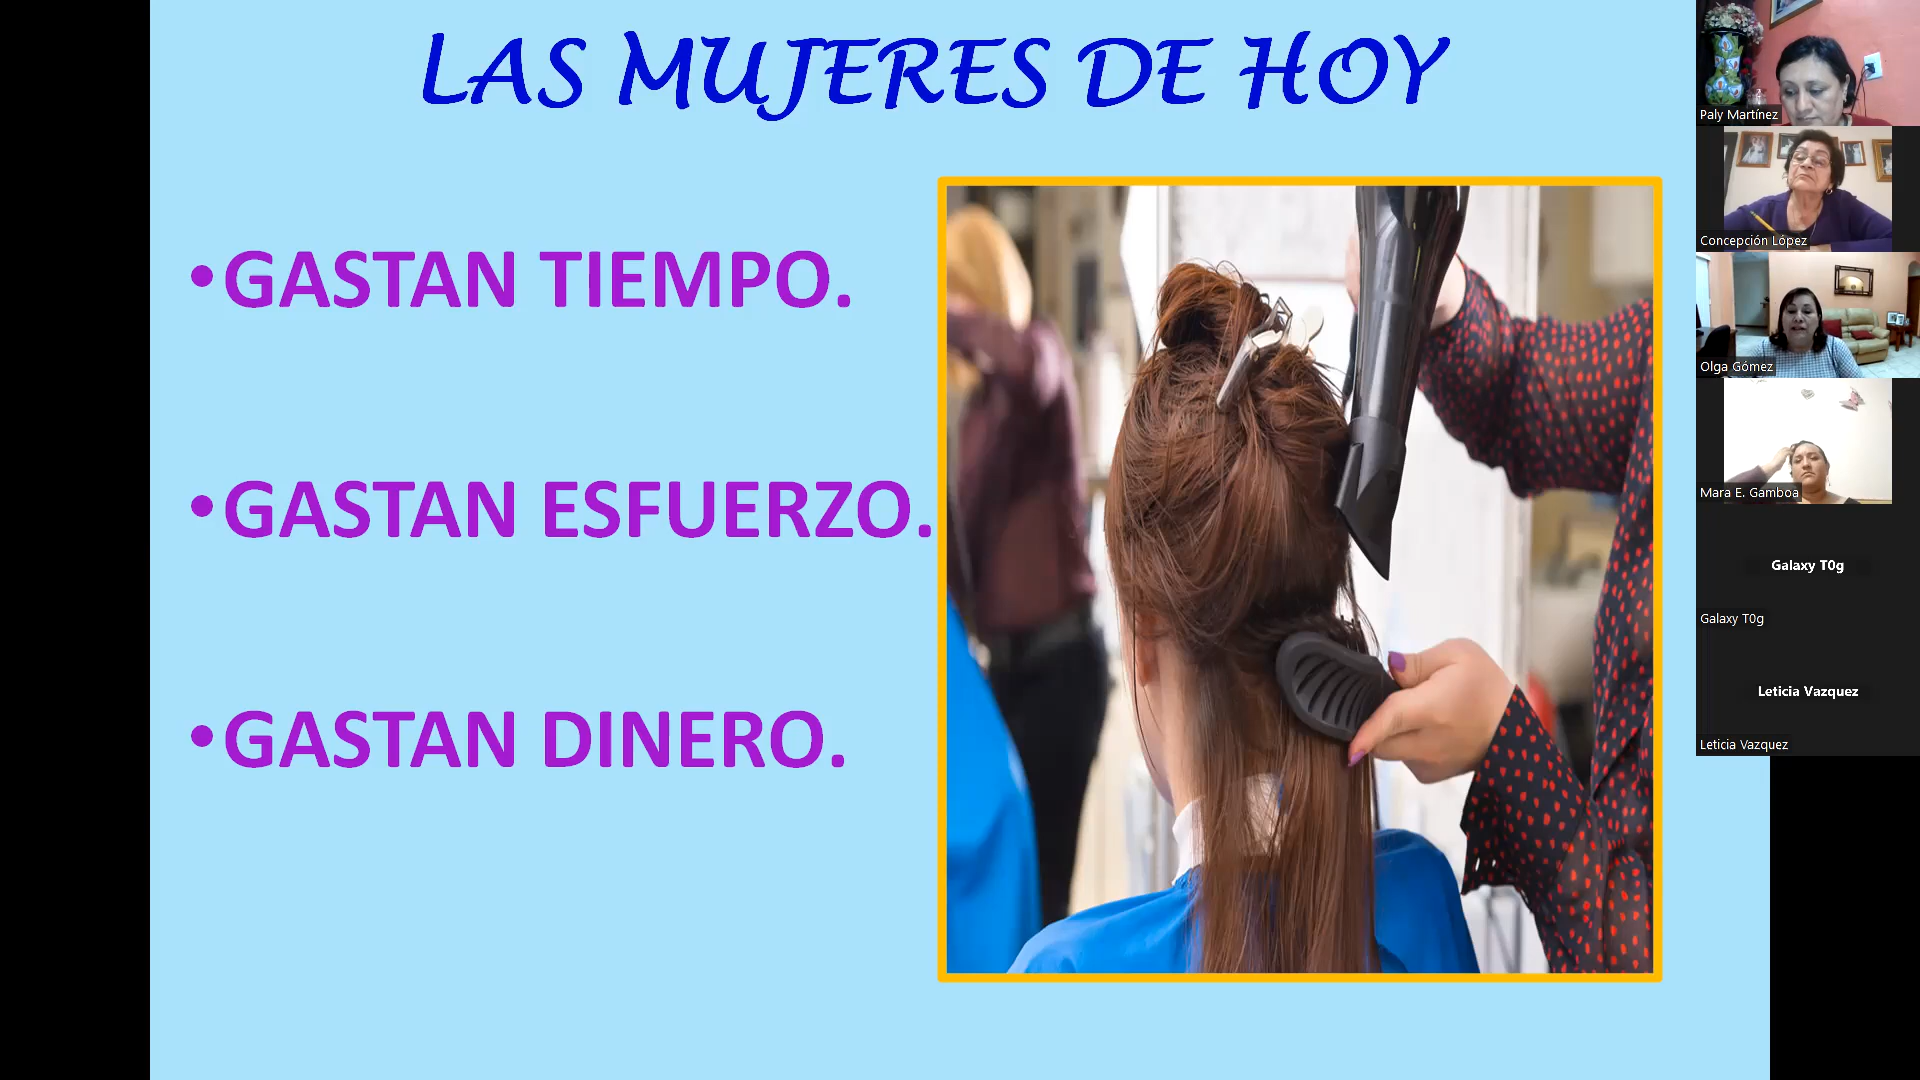 LAS MUJERES DE HOY
•GASTAN TIEMPO.
•GASTAN ESFUERZO.
•GASTAN DINERO.
Paly Martínez
Concepción López
Olga Gómez
Mara E. Gamboa
Galaxy T0g
Galaxy T0g
Leticia Vazquez
Leticia Vazquez